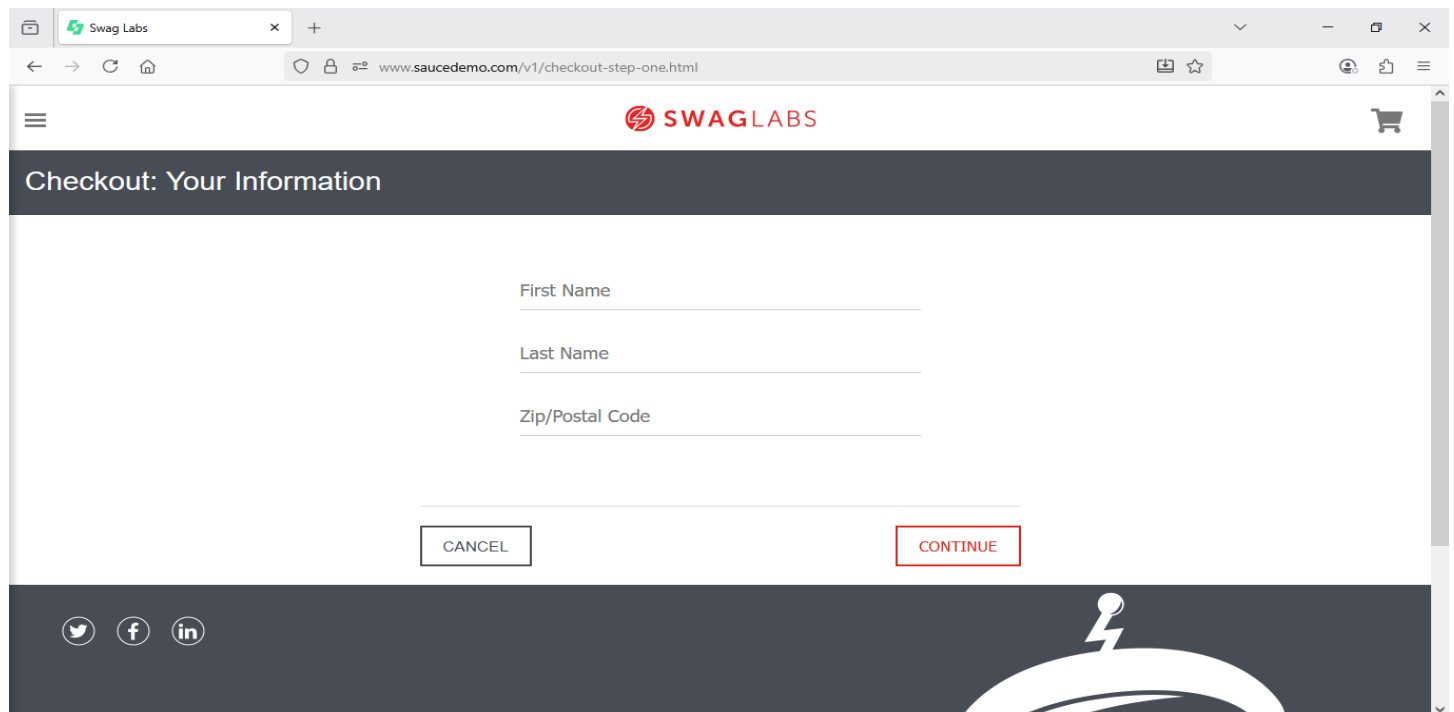 Swag Labs
www.saucedemo.com/v1/checkout-step-one.html
SWAGLABS
Checkout: Your Information
First Name
Last Name
Zip/Postal Code
CANCEL
CONTINUE